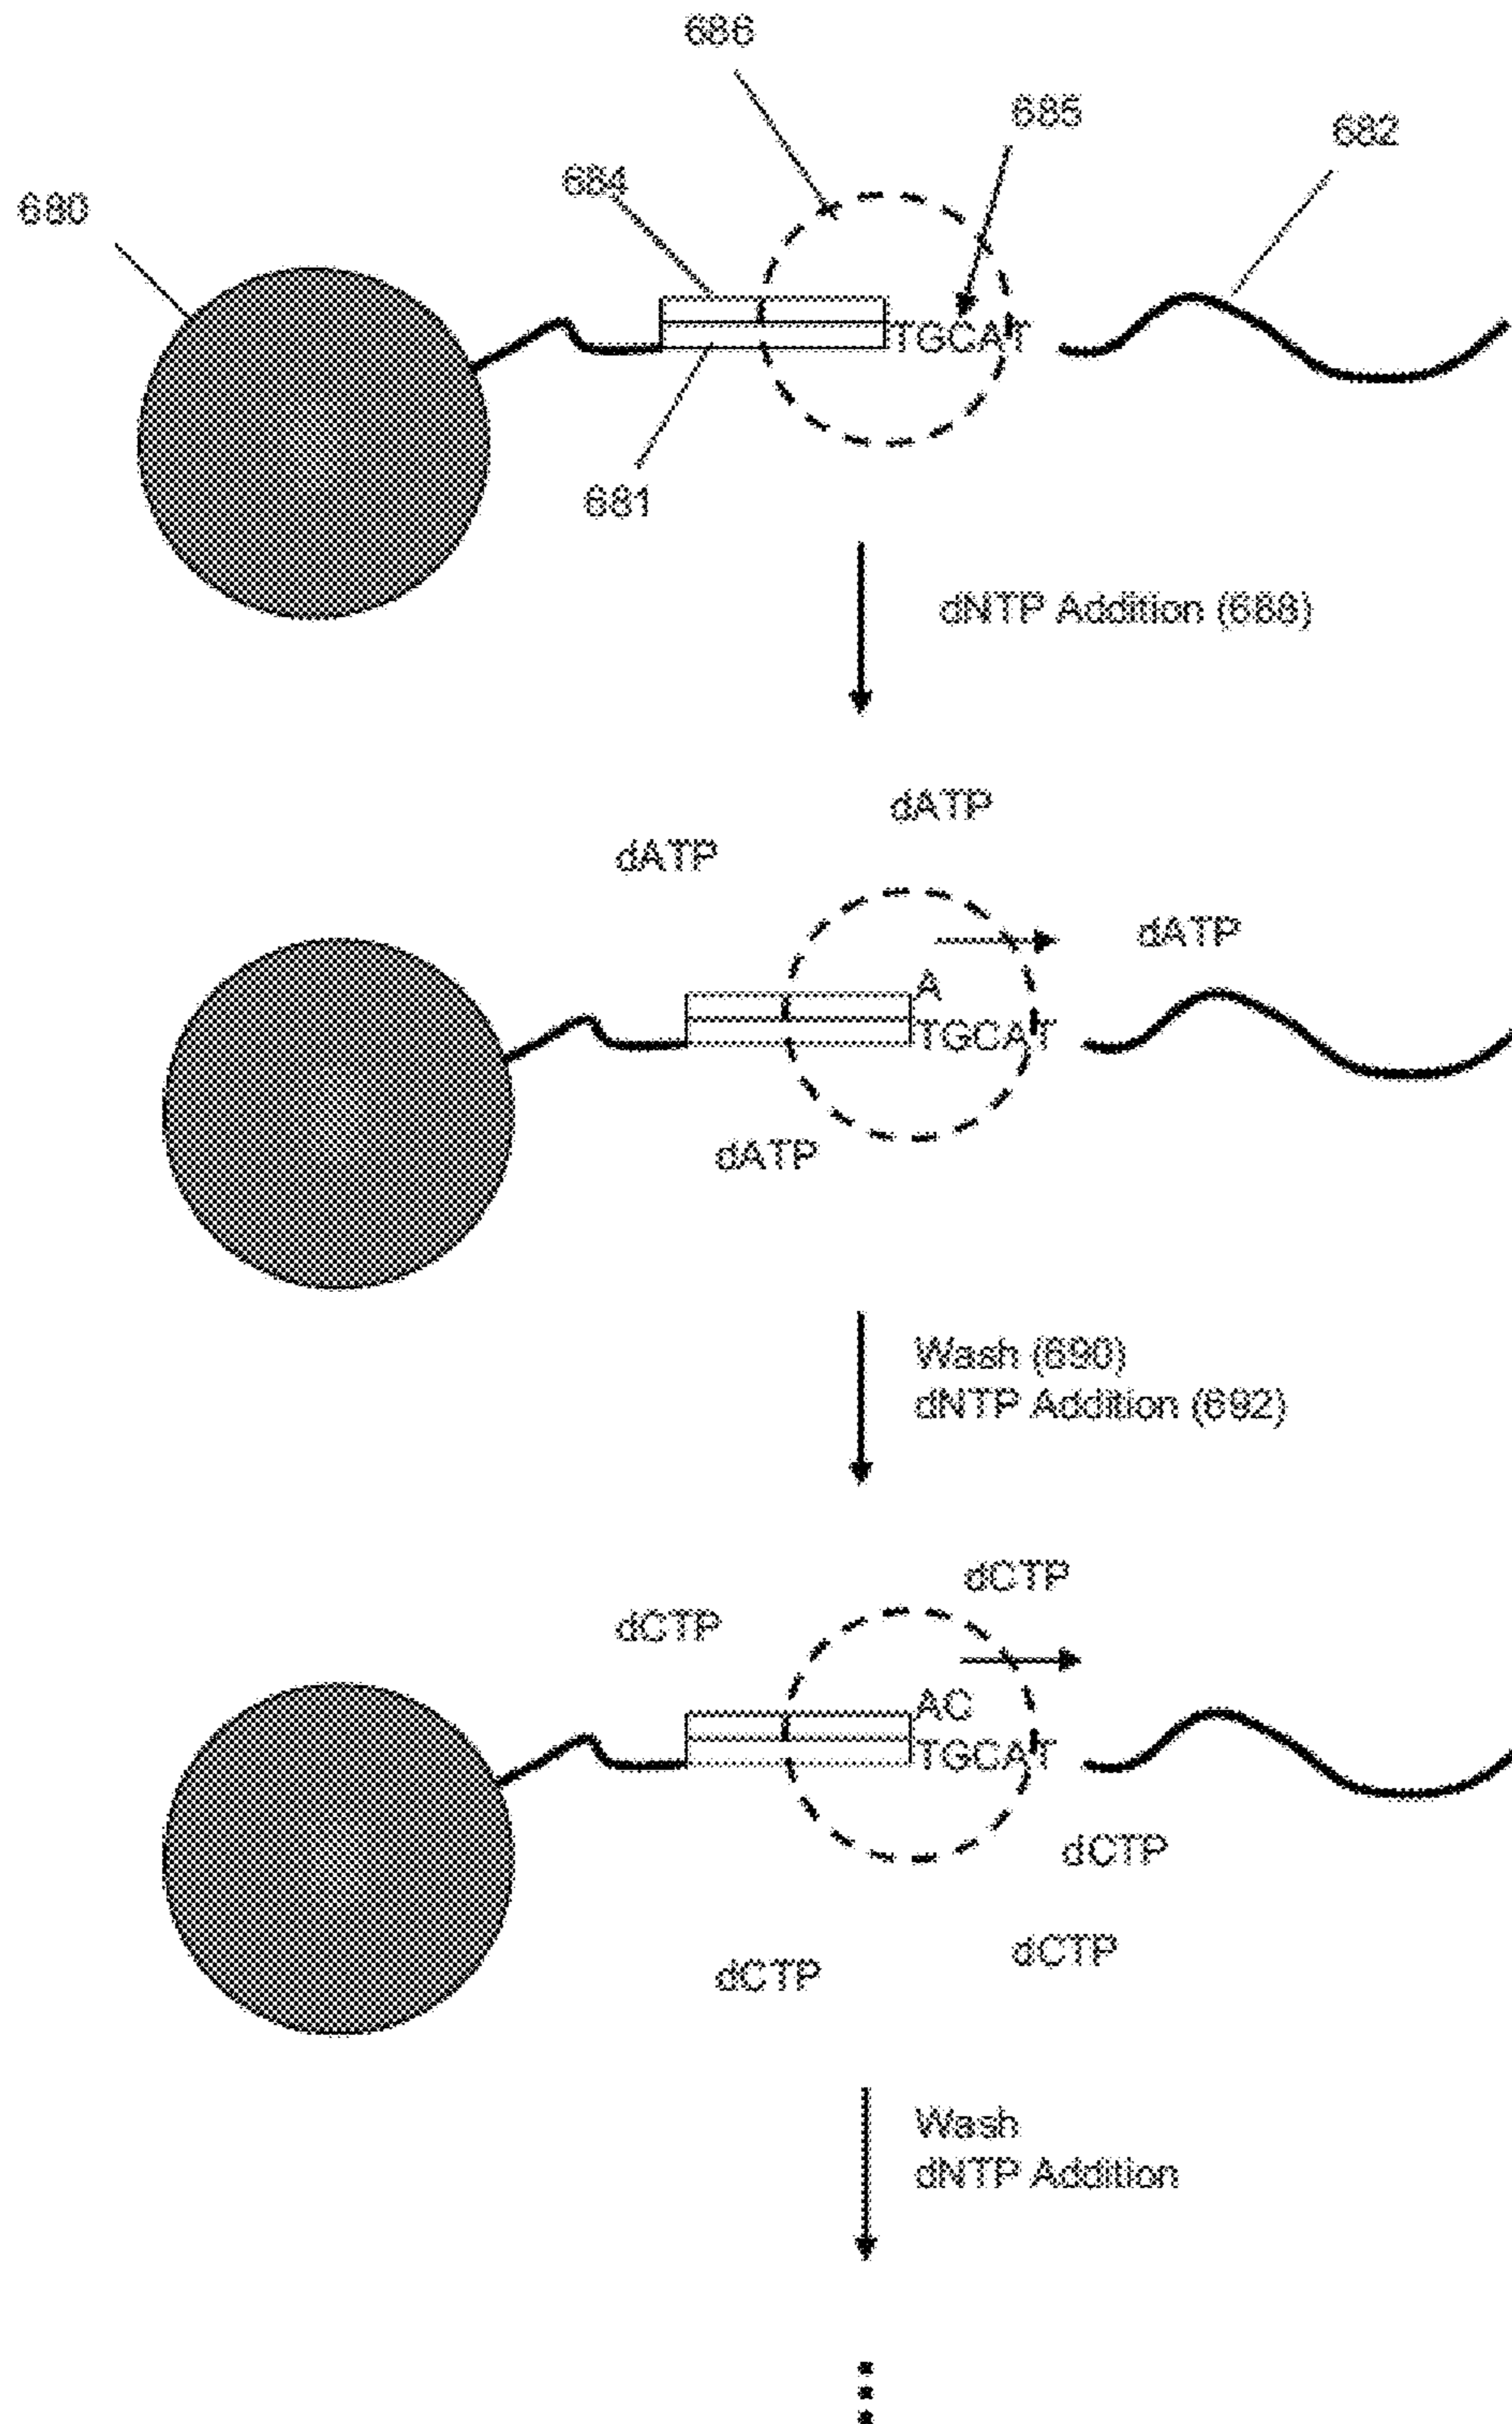 686
685
682
684
680
TGCAT
681
dNTP Addition (688)
dATP
dATP
dATP
A
TGCAT
dATP
Wash (690)
dNTP Addition (692)
dCTP
dCTP
AC
TGCAT
dCTP
dCTP
dCTP
Wash
dNTP Addition